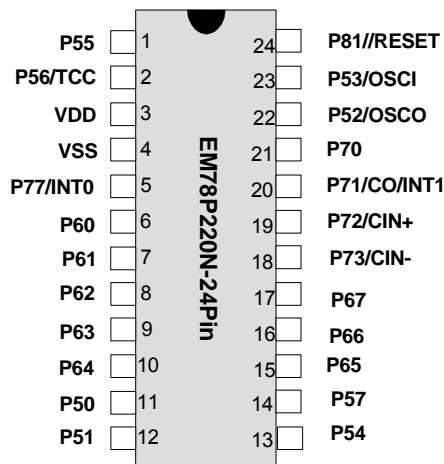 P55 1 24 P81//RESET
P56/TCC 2 23 P53/OSCI
VDD 3 22 P52/OSCO
VSS 4 21 P70
P77/INT0 5 20 P71/CO/INT1
P60 6 19 P72/CIN+
P61 7 18 P73/CIN-
P62 8 17 P67
P63 9 16 P66
P64 10 15 P65
P50 11 14 P57
P51 12 13 P54
EM78P220N-24Pin